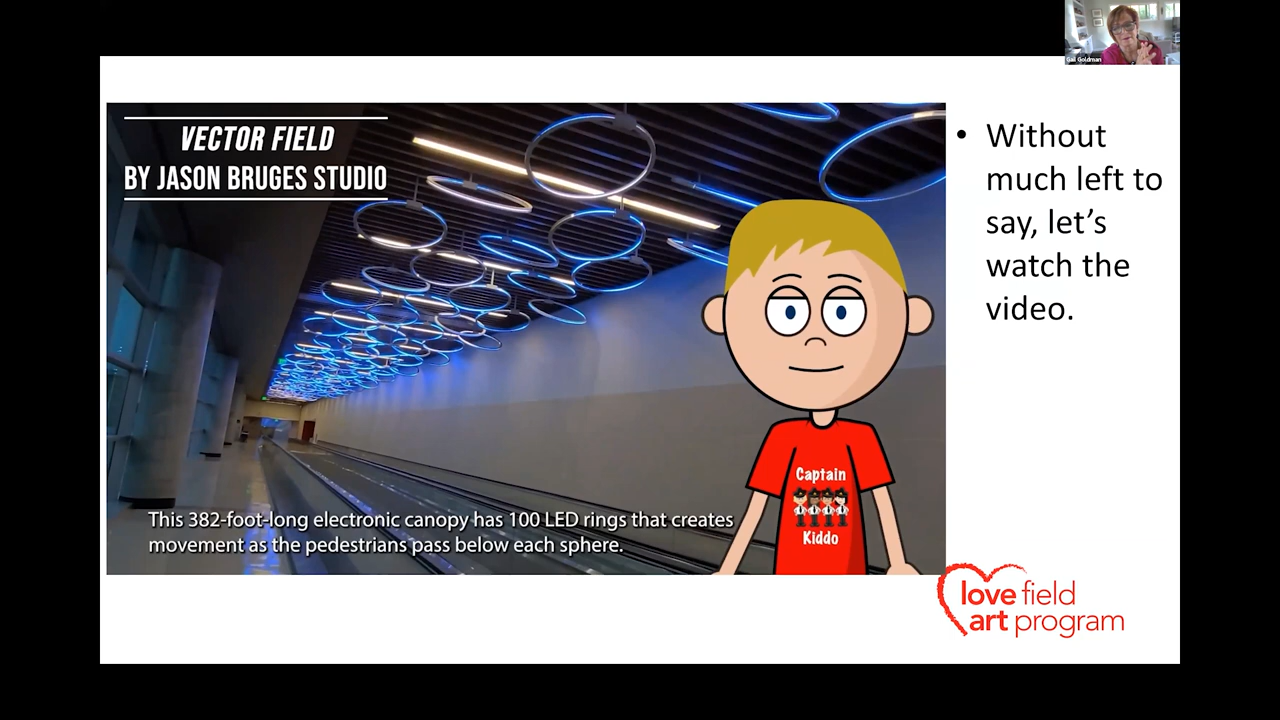 Gail Goldman
VECTOR FIELD
BY JASON BRUGES STUDIO
• Without
much left to
say, let’s
watch the
video.
Captain
Kiddo
This 382-foot-long electronic canopy has 100 LED rings that creates
movement as the pedestrians pass below each sphere.
love field
art program